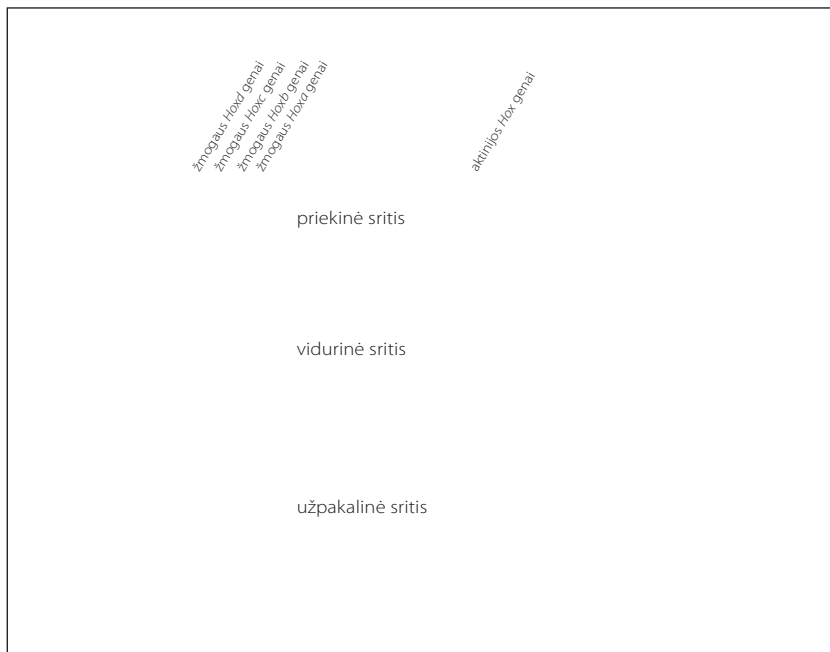 žmogaus Hoxd genai
žmogaus Hoxc genai
žmogaus Hoxb genai
žmogaus Hoxa genai
aktinijos Hox genai
priekinė sritis
vidurinė sritis
užpakalinė sritis